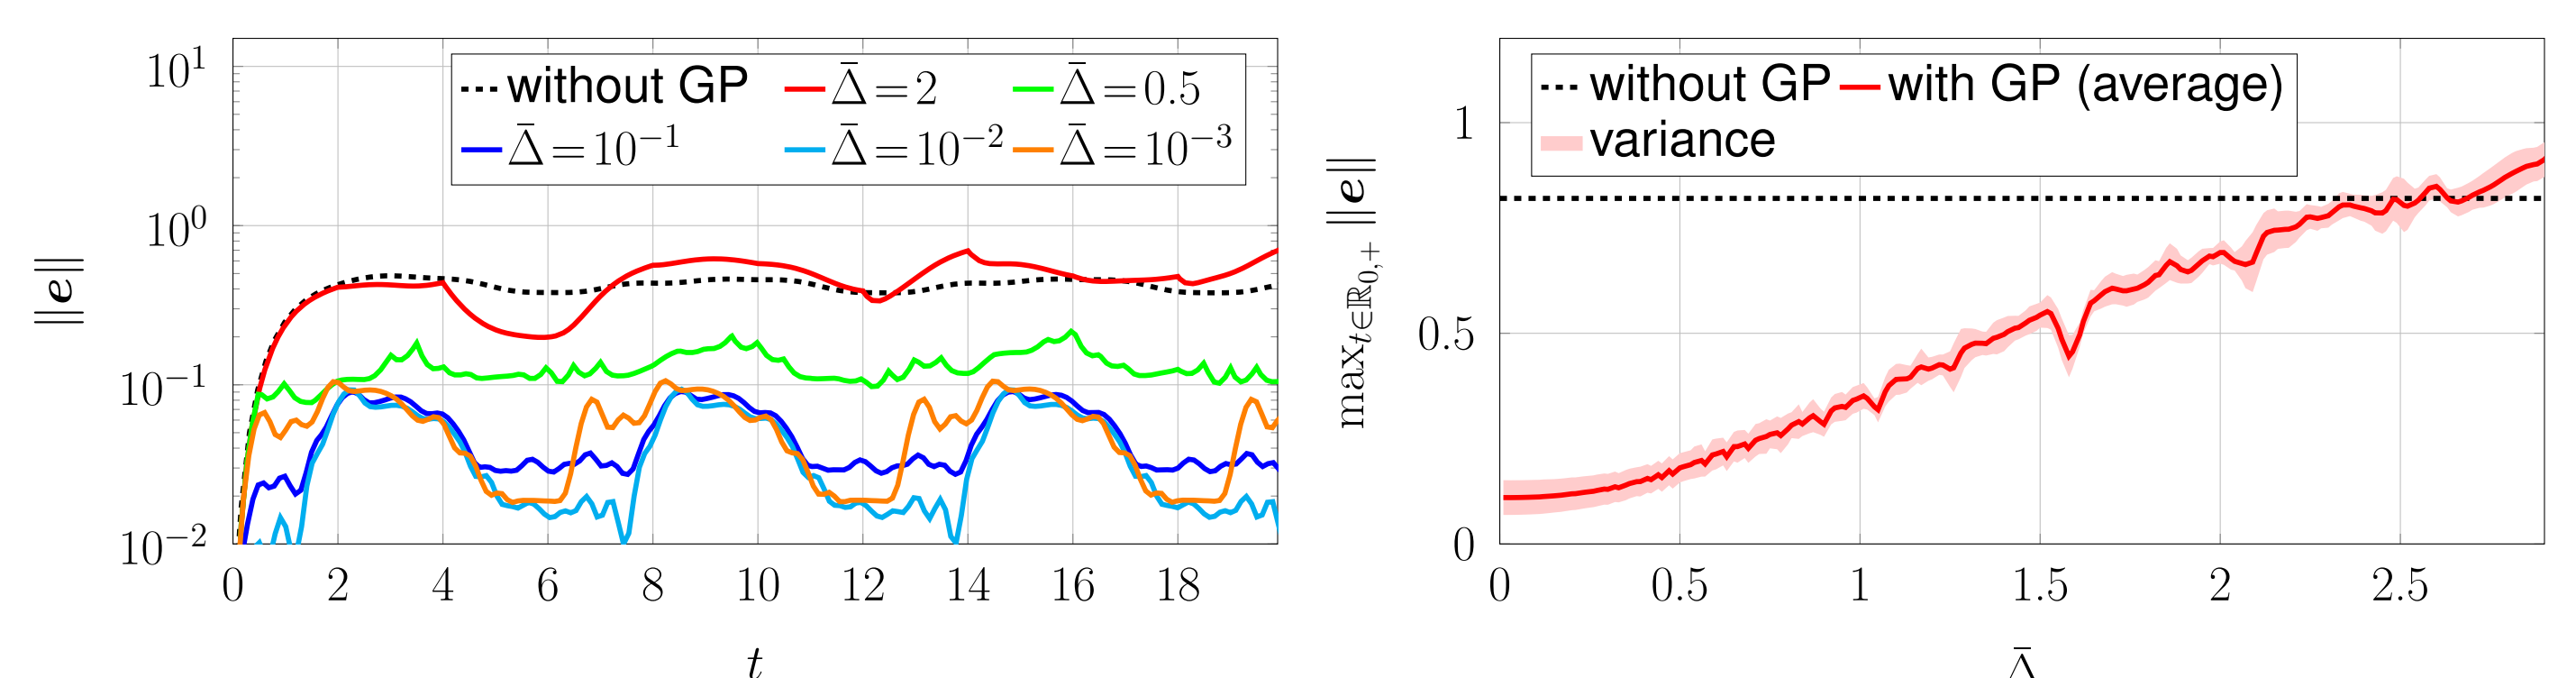 ‖e‖
10¹
10⁰
10⁻¹
10⁻²
without GP Δ̄ = 2 Δ̄ = 0.5
Δ̄ = 10⁻¹ Δ̄ = 10⁻² Δ̄ = 10⁻³
0 2 4 6 8 10 12 14 16 18
t
max_{t∈ℝ₀,₊} ‖e‖
1
0.5
0
without GP with GP (average)
variance
0 0.5 1 1.5 2 2.5
Δ̄